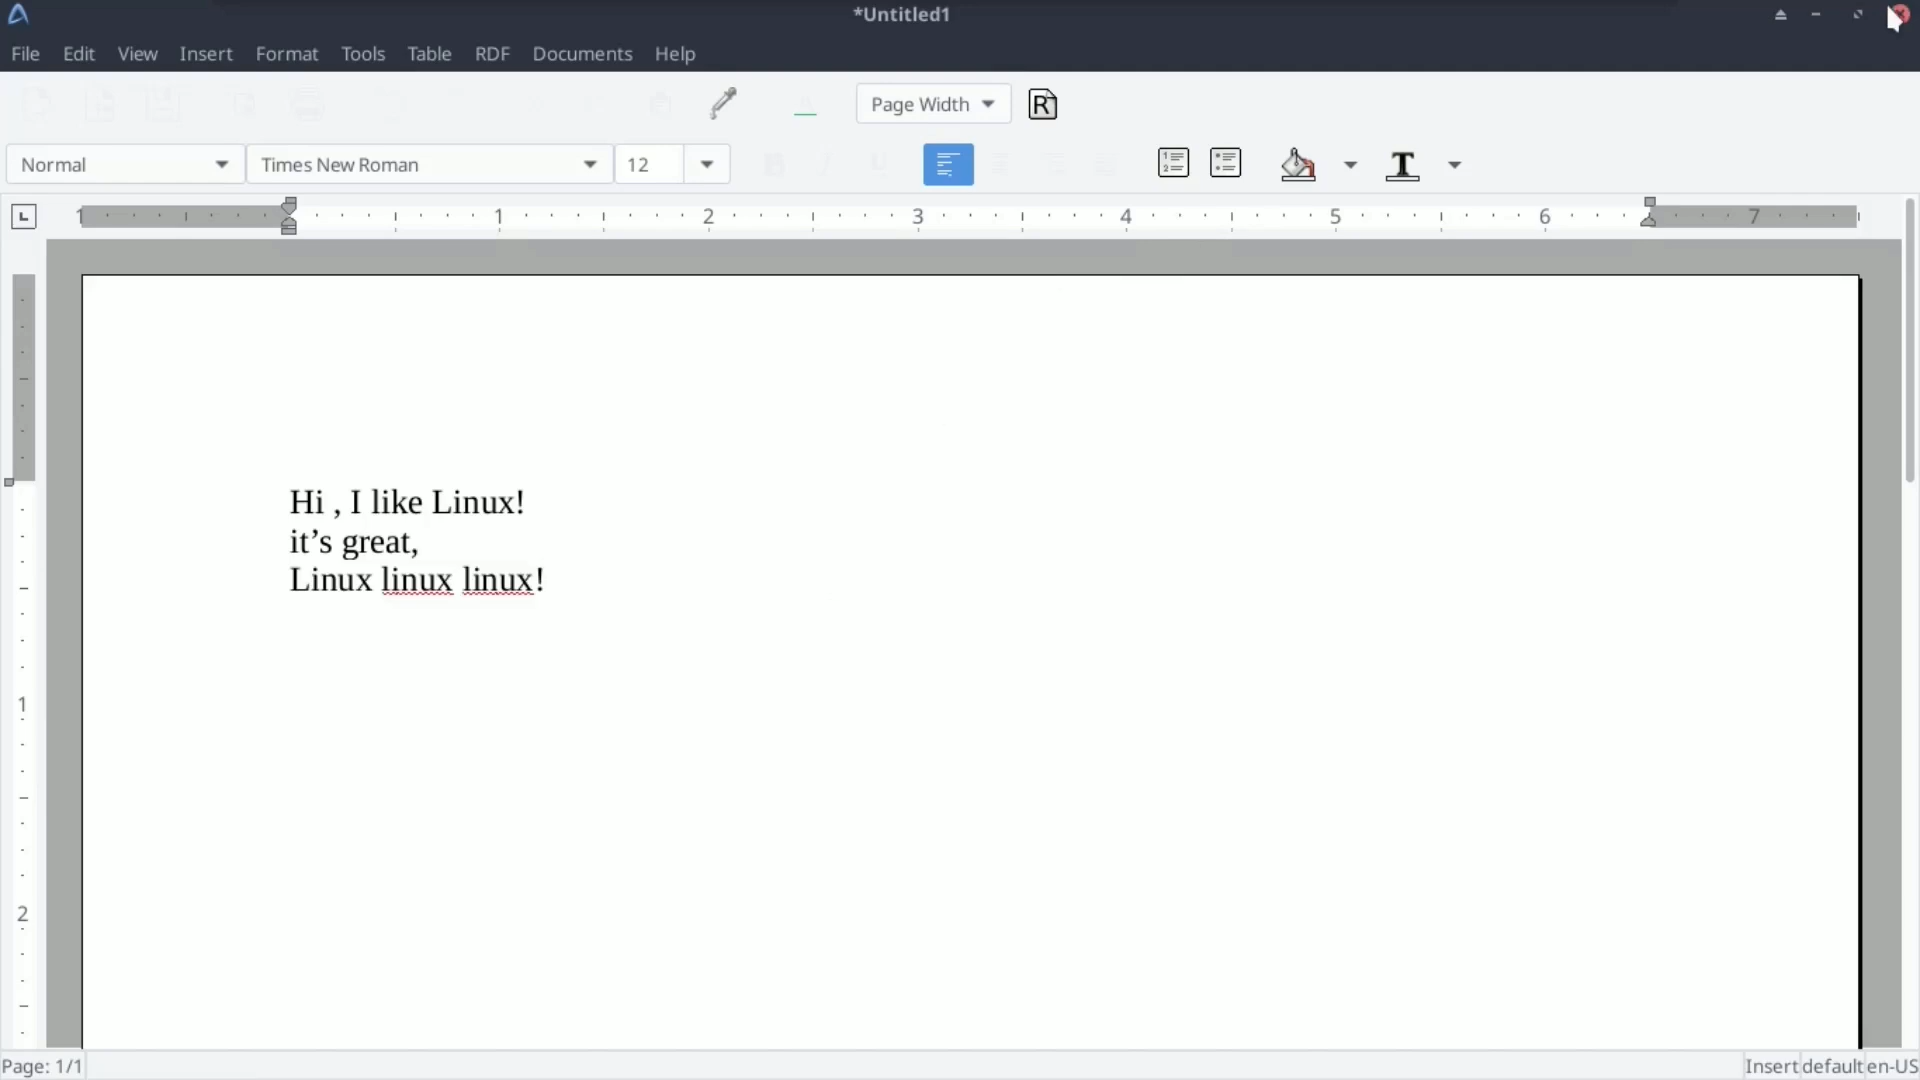 *Untitled1
File Edit View Insert Format Tools Table RDF Documents Help
Page Width
Normal Times New Roman 12
1 1 2 3 4 5 6 7
Hi , I like Linux!
it’s great,
Linux linux linux!
1
2
Page: 1/1 Insert default en-US